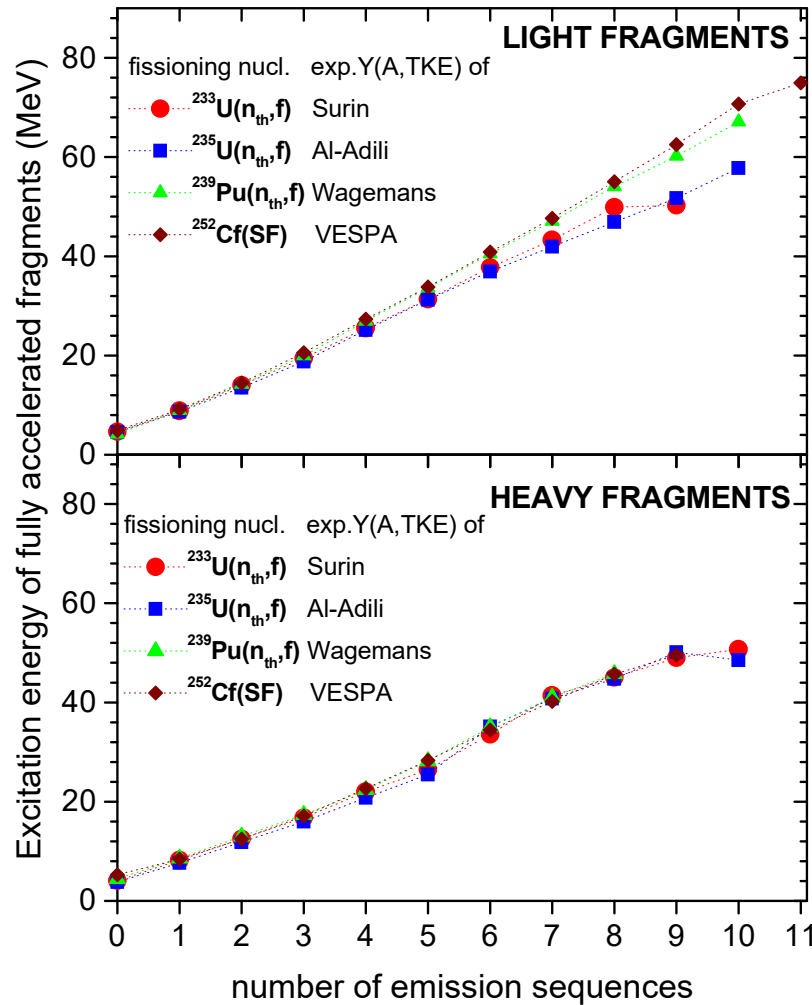 LIGHT FRAGMENTS
fissioning nucl. exp.Y(A,TKE) of
²³³U(nₜₕ,f) Surin
²³⁵U(nₜₕ,f) Al-Adili
²³⁹Pu(nₜₕ,f) Wagemans
²⁵²Cf(SF) VESPA
80
60
40
20
0
HEAVY FRAGMENTS
fissioning nucl. exp.Y(A,TKE) of
²³³U(nₜₕ,f) Surin
²³⁵U(nₜₕ,f) Al-Adili
²³⁹Pu(nₜₕ,f) Wagemans
²⁵²Cf(SF) VESPA
80
60
40
20
0
Excitation energy of fully accelerated fragments (MeV)
0 1 2 3 4 5 6 7 8 9 10 11
number of emission sequences